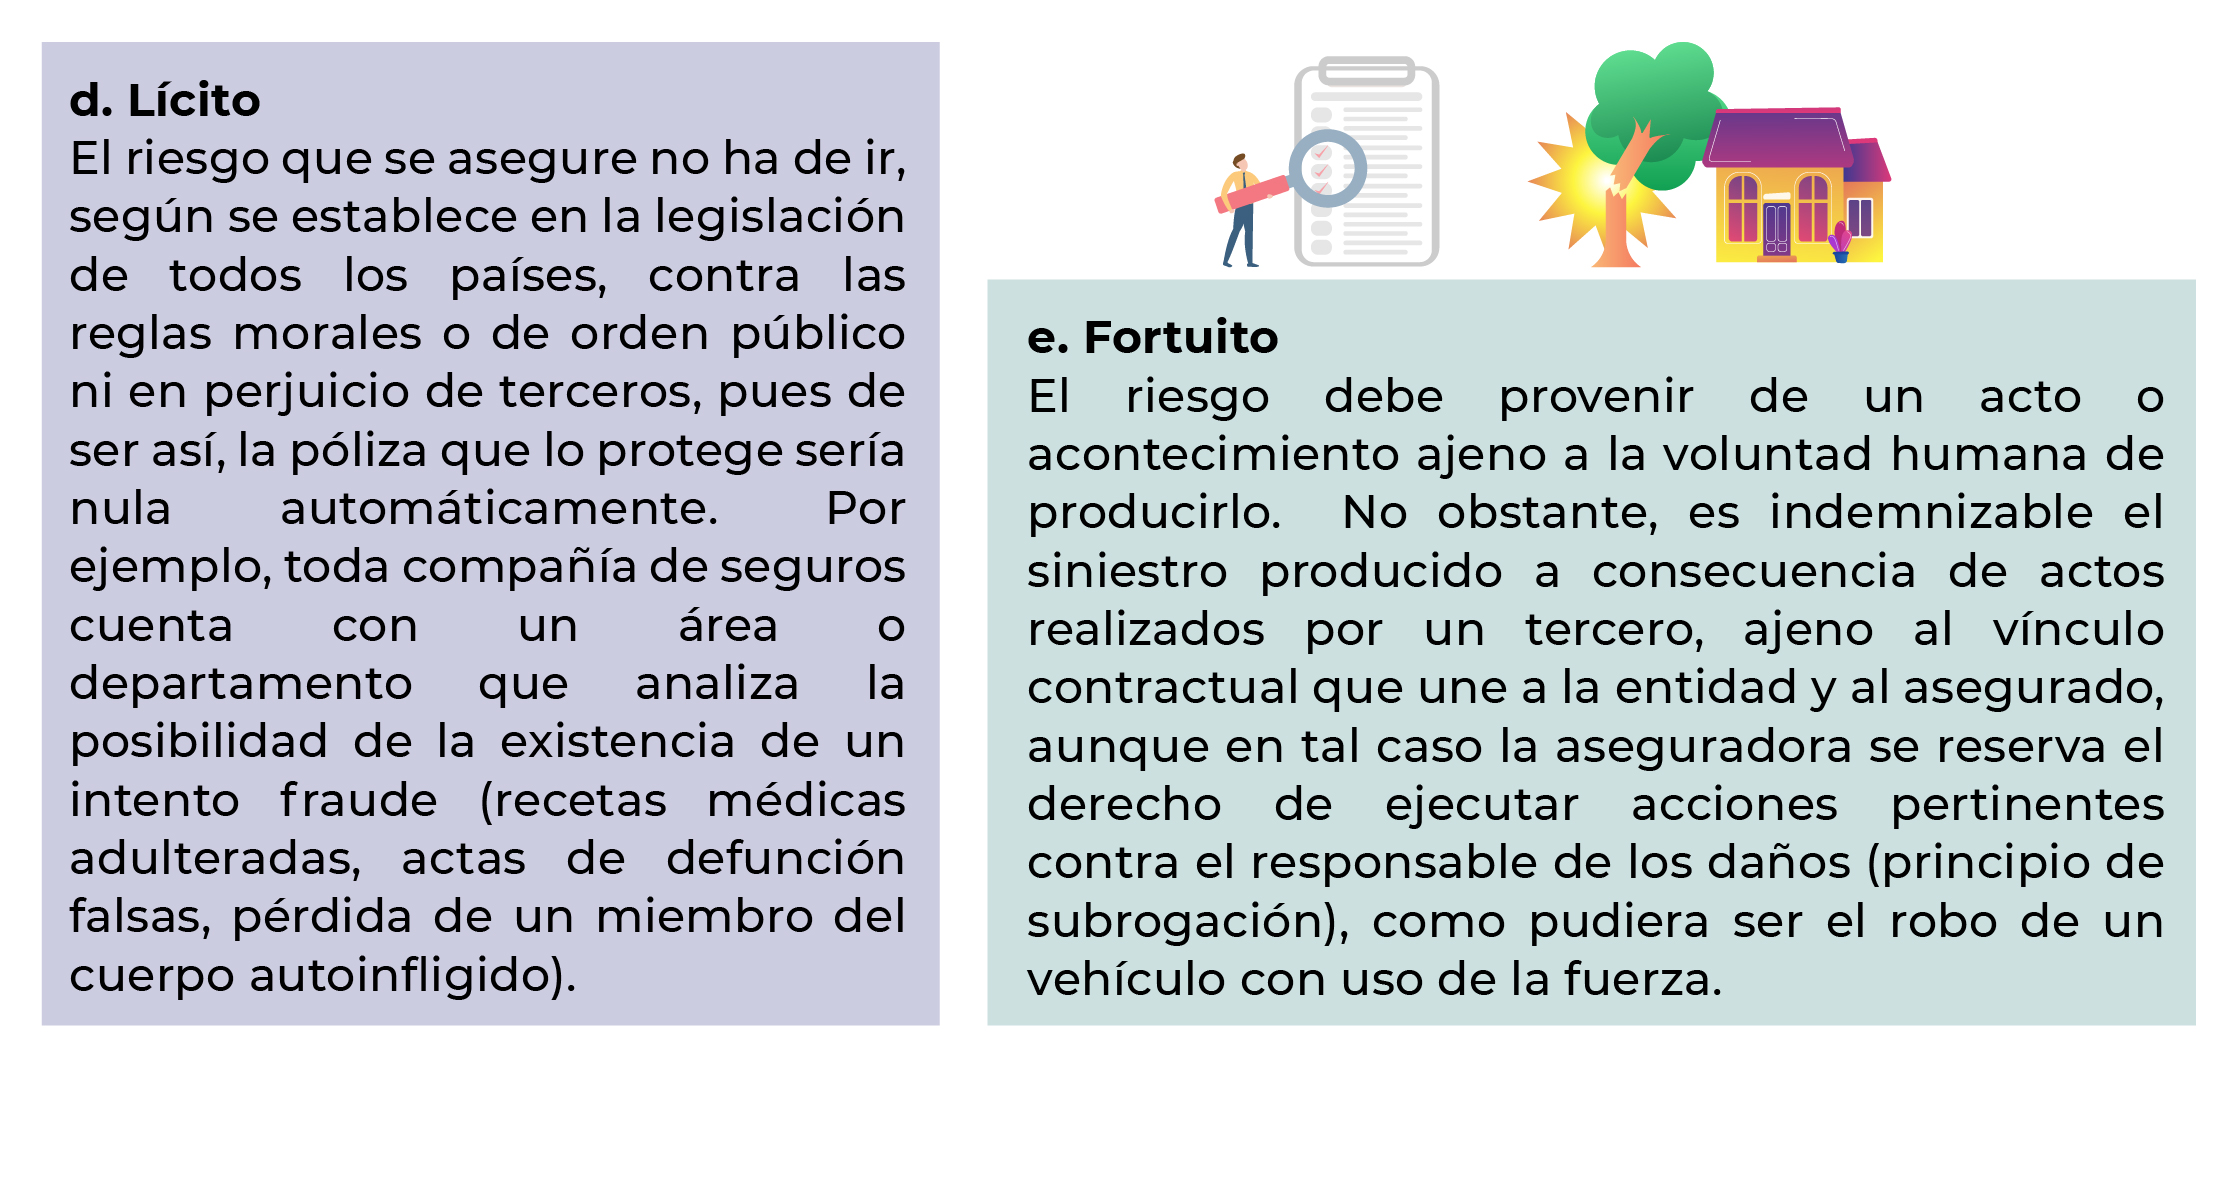 d. Lícito
El riesgo que se asegure no ha de ir,
según se establece en la legislación
de todos los países, contra las
reglas morales o de orden público
ni en perjuicio de terceros, pues de
ser así, la póliza que lo protege sería
nula automáticamente. Por
ejemplo, toda compañía de seguros
cuenta con un área o
departamento que analiza la
posibilidad de la existencia de un
intento fraude (recetas médicas
adulteradas, actas de defunción
falsas, pérdida de un miembro del
cuerpo autoinfligido).
e. Fortuito
El riesgo debe provenir de un acto o
acontecimiento ajeno a la voluntad humana de
producirlo. No obstante, es indemnizable el
siniestro producido a consecuencia de actos
realizados por un tercero, ajeno al vínculo
contractual que une a la entidad y al asegurado,
aunque en tal caso la aseguradora se reserva el
derecho de ejecutar acciones pertinentes
contra el responsable de los daños (principio de
subrogación), como pudiera ser el robo de un
vehículo con uso de la fuerza.